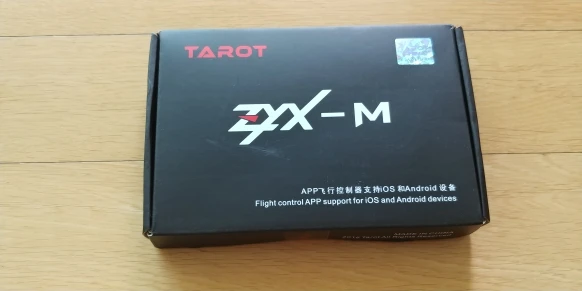 TAROT
ZYX-M
APP飞行控制器支持iOS 和Android 设备
Flight control APP support for iOS and Android devices